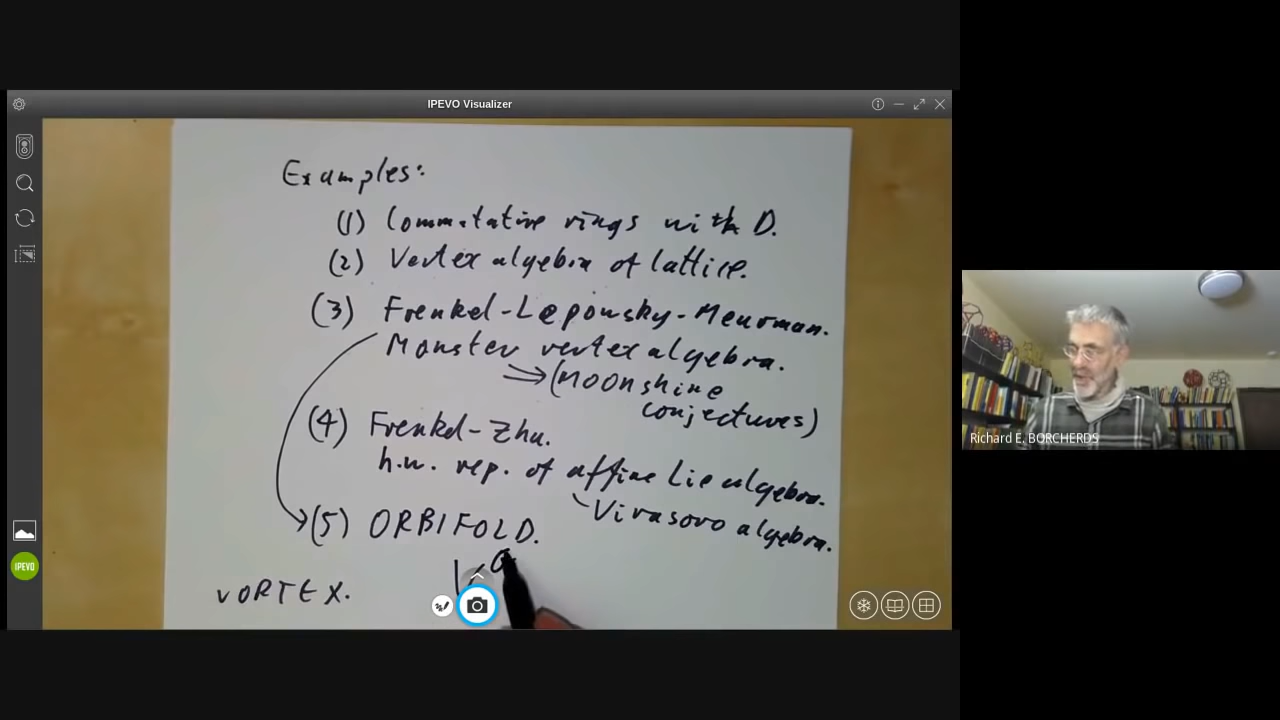 IPEVO Visualizer
Examples:
(1) Commutative rings with D.
(2) Vertex algebra of lattice.
(3) Frenkel-Lepowsky-Meurman.
Monster vertex algebra.
⇒ (Moonshine
conjectures)
(4) Frenkel-Zhu.
h.w. rep. of affine Lie algebra.
Virasoro algebra.
(5) ORBIFOLD.
VORTEX.
IPEVO
Richard E. BORCHERDS